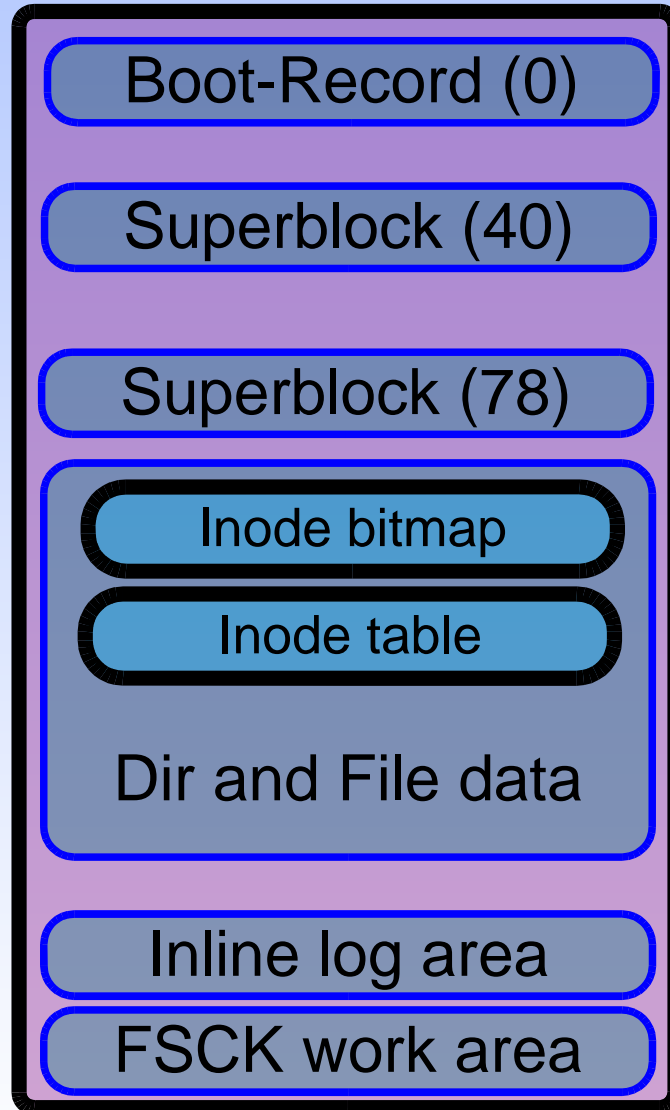 Boot-Record (0)
Superblock (40)
Superblock (78)
Inode bitmap
Inode table
Dir and File data
Inline log area
FSCK work area